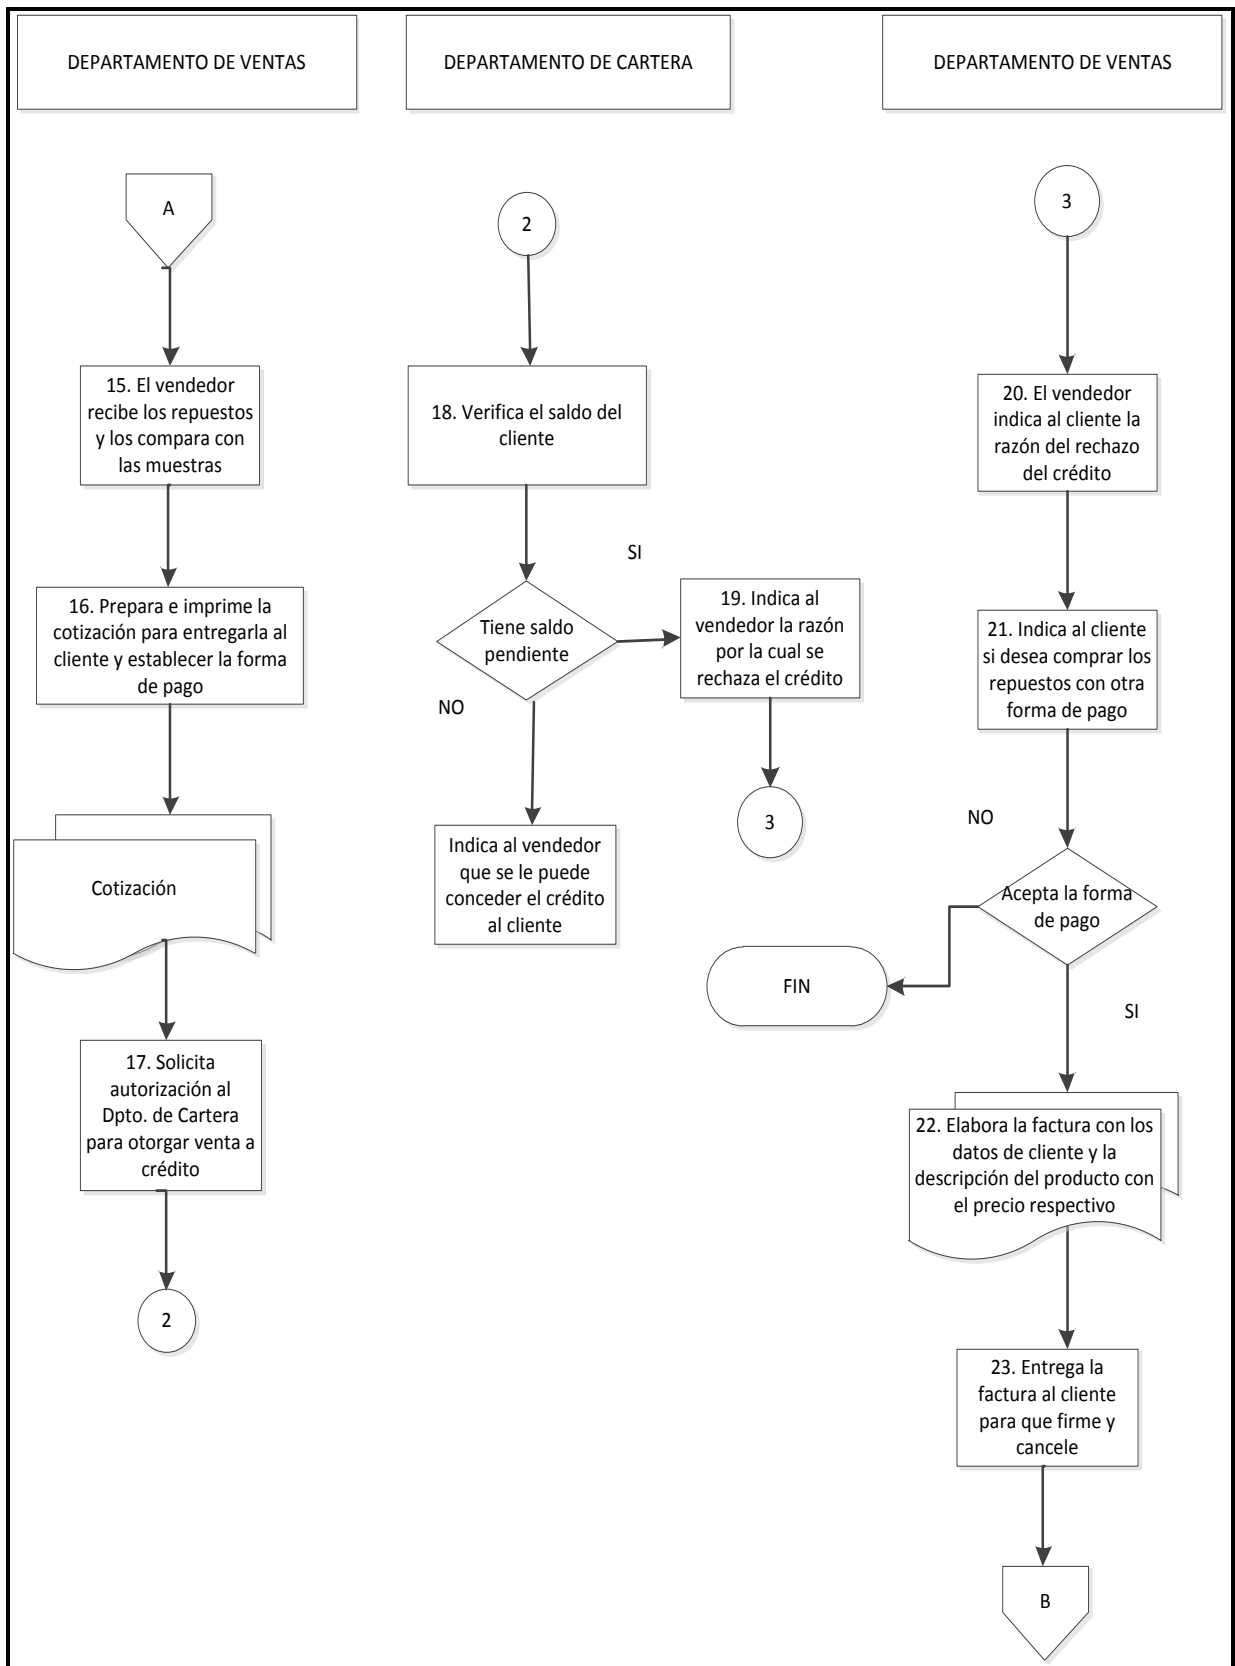 DEPARTAMENTO DE VENTAS
A
15. El vendedor
recibe los repuestos
y los compara con
las muestras
16. Prepara e imprime la
cotización para entregarla al
cliente y establecer la forma
de pago
Cotización
17. Solicita
autorización al
Dpto. de Cartera
para otorgar venta a
crédito
2
DEPARTAMENTO DE CARTERA
2
18. Verifica el saldo del
cliente
Tiene saldo
pendiente
SI
19. Indica al
vendedor la razón
por la cual se
rechaza el crédito
3
NO
Indica al vendedor
que se le puede
conceder el crédito
al cliente
DEPARTAMENTO DE VENTAS
3
20. El vendedor
indica al cliente la
razón del rechazo
del crédito
21. Indica al cliente
si desea comprar los
repuestos con otra
forma de pago
NO
Acepta la forma
de pago
FIN
SI
22. Elabora la factura con los
datos de cliente y la
descripción del producto con
el precio respectivo
23. Entrega la
factura al cliente
para que firme y
cancele
B